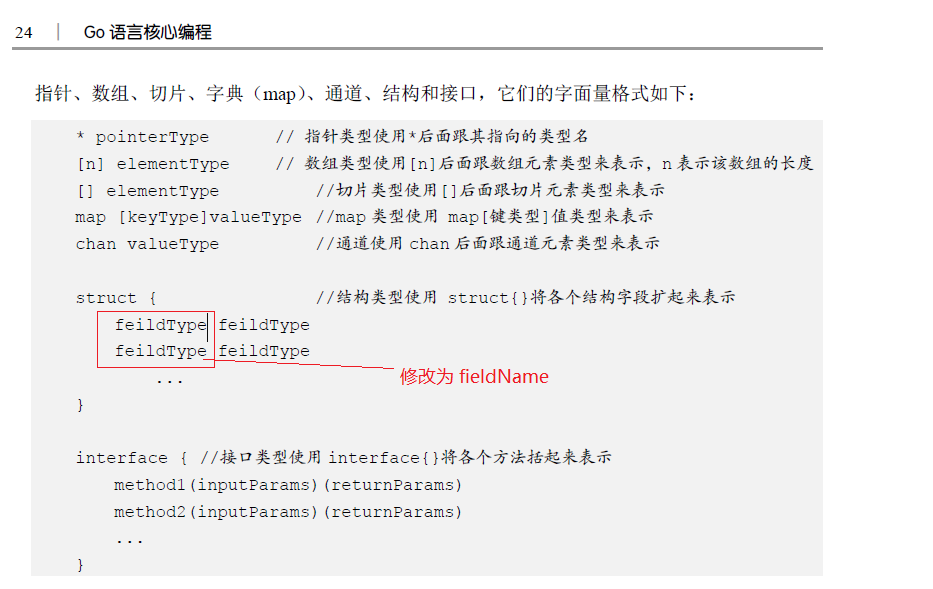 24 | Go 语言核心编程
指针、数组、切片、字典（map）、通道、结构和接口，它们的字面量格式如下：
* pointerType // 指针类型使用*后面跟其指向的类型名
[n] elementType // 数组类型使用[n]后面跟数组元素类型来表示，n 表示该数组的长度
[] elementType //切片类型使用[]后面跟切片元素类型来表示
map [keyType]valueType //map 类型使用 map[键类型]值类型来表示
chan valueType //通道使用 chan 后面跟通道元素类型来表示
struct { //结构类型使用 struct{}将各个结构字段扩起来表示
feildType feildType
feildType feildType
...
修改为 fieldName
}
interface { //接口类型使用 interface{}将各个方法括起来表示
method1(inputParams)(returnParams)
method2(inputParams)(returnParams)
...
}